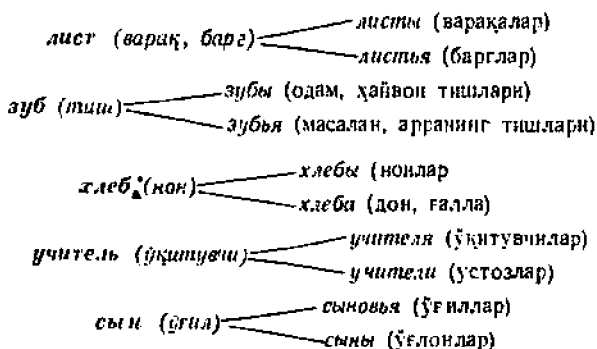 листы (варақалар)
лист (варақ, барг)
листья (барглар)
зубы (одам, ҳайвон тишлари)
зуб (тиш)
зубья (масалан, арранинг тишлари)
хлебы (нонлар
хлеб (нон)
хлеба (дон, ғалла)
учителя (ўқитувчилар)
учитель (ўқитувчи)
учители (устозлар)
сыновья (ўғиллар)
сын (ўғил)
сыны (ўғлонлар)